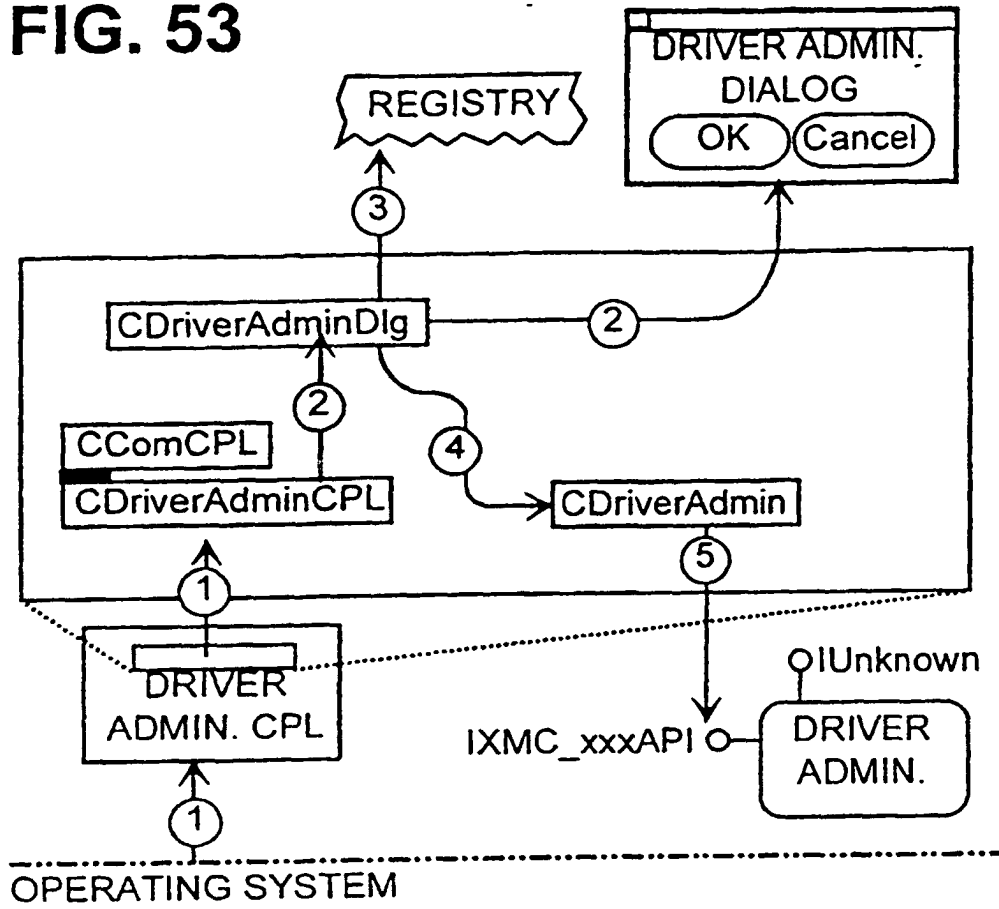 FIG. 53
REGISTRY
DRIVER ADMIN.
DIALOG
OK
Cancel
3
CDriverAdminDlg
2
2
CComCPL
4
CDriverAdminCPL
CDriverAdmin
5
1
DRIVER
ADMIN. CPL
IUnknown
IXMC_xxxAPI
DRIVER
ADMIN.
1
OPERATING SYSTEM